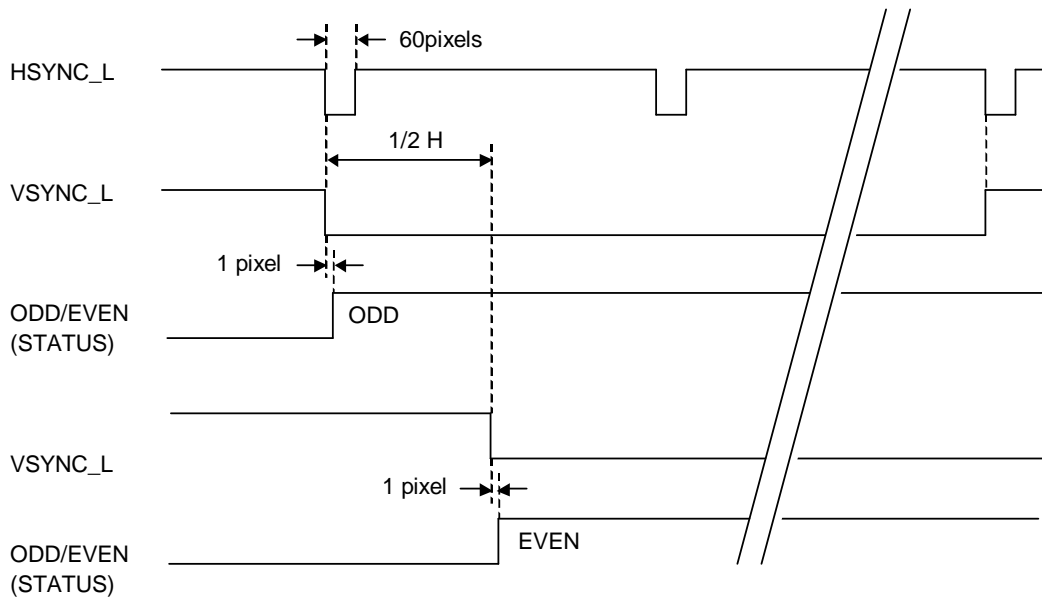 60pixels
HSYNC_L
1/2 H
VSYNC_L
1 pixel
ODD/EVEN
(STATUS)
ODD
VSYNC_L
1 pixel
EVEN
ODD/EVEN
(STATUS)